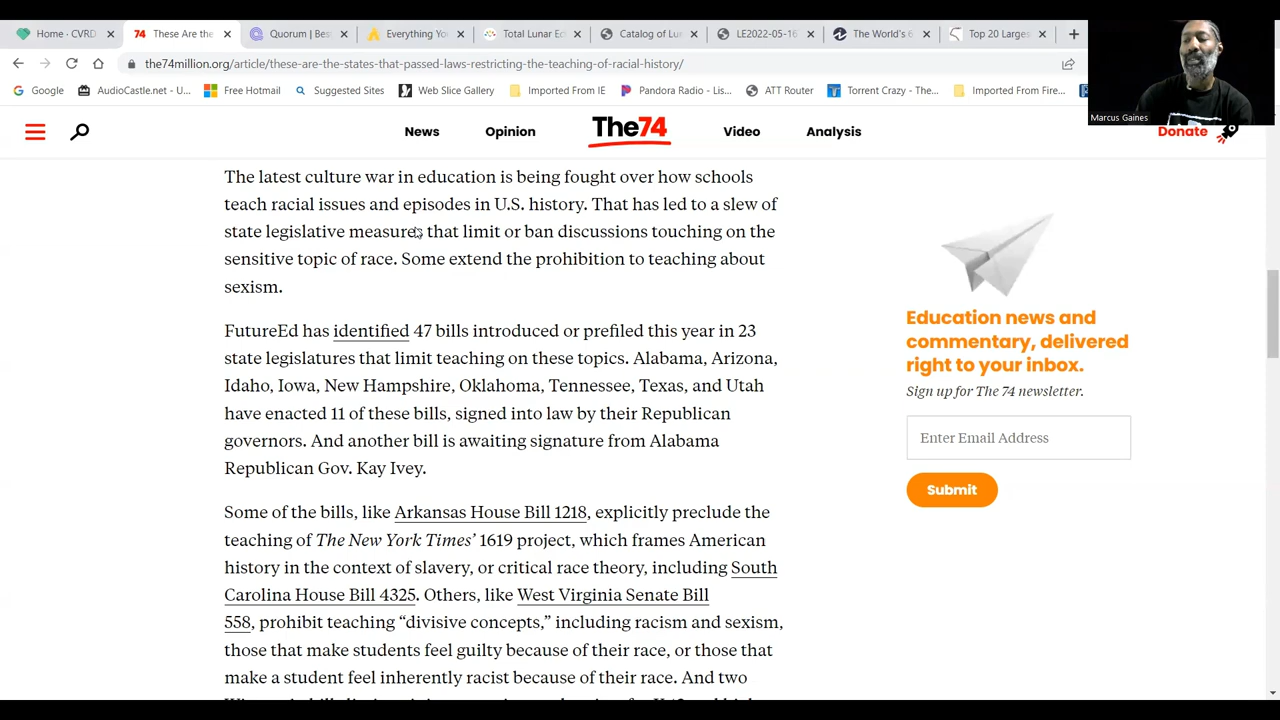 Home · CVRD
These Are the
Quorum | Bes
Everything Yo
Total Lunar Ec
Catalog of Lu
LE2022-05-16
The World's 6
Top 20 Larges
the74million.org/article/these-are-the-states-that-passed-laws-restricting-the-teaching-of-racial-history/
Google
AudioCastle.net - U...
Free Hotmail
Suggested Sites
Web Slice Gallery
Imported From IE
Pandora Radio - Lis...
ATT Router
Torrent Crazy - The...
Imported From Fire...
Marcus Gaines
News
Opinion
The74
Video
Analysis
Donate
The latest culture war in education is being fought over how schools
teach racial issues and episodes in U.S. history. That has led to a slew of
state legislative measures that limit or ban discussions touching on the
sensitive topic of race. Some extend the prohibition to teaching about
sexism.
FutureEd has identified 47 bills introduced or prefiled this year in 23
state legislatures that limit teaching on these topics. Alabama, Arizona,
Idaho, Iowa, New Hampshire, Oklahoma, Tennessee, Texas, and Utah
have enacted 11 of these bills, signed into law by their Republican
governors. And another bill is awaiting signature from Alabama
Republican Gov. Kay Ivey.
Some of the bills, like Arkansas House Bill 1218, explicitly preclude the
teaching of The New York Times’ 1619 project, which frames American
history in the context of slavery, or critical race theory, including South
Carolina House Bill 4325. Others, like West Virginia Senate Bill
558, prohibit teaching “divisive concepts,” including racism and sexism,
those that make students feel guilty because of their race, or those that
make a student feel inherently racist because of their race. And two
Education news and
commentary, delivered
right to your inbox.
Sign up for The 74 newsletter.
Enter Email Address
Submit